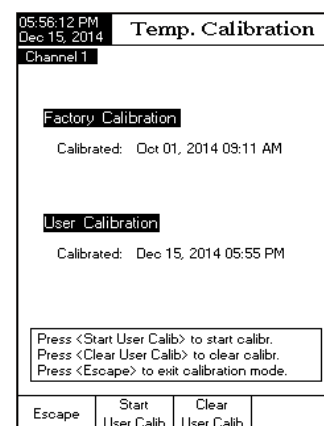 05:56:12 PM
Dec 15, 2014
Temp. Calibration
Channel 1
Factory Calibration
Calibrated: Oct 01, 2014 09:11 AM
User Calibration
Calibrated: Dec 15, 2014 05:55 PM
Press <Start User Calib> to start calibr.
Press <Clear User Calib> to clear calibr.
Press <Escape> to exit calibration mode.
Escape
Start
User Calib
Clear
User Calib